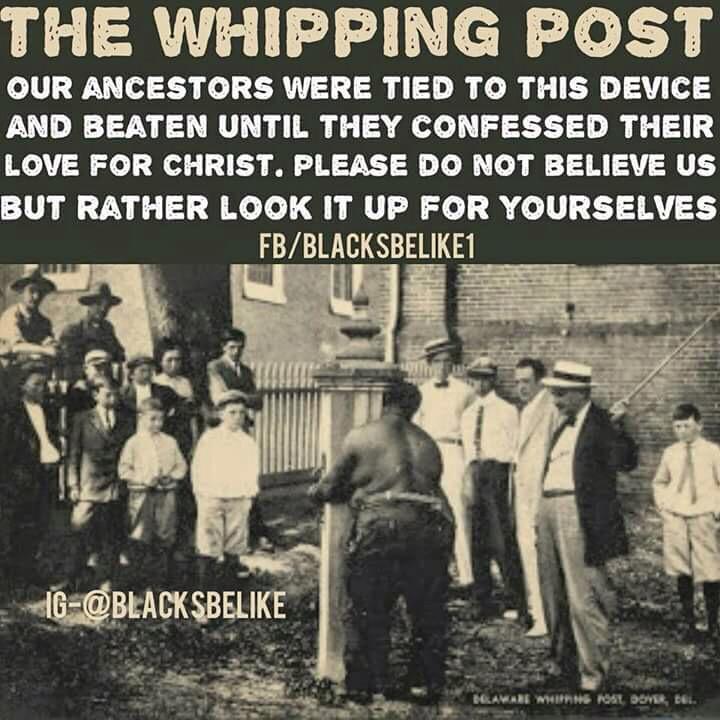 THE WHIPPING POST
OUR ANCESTORS WERE TIED TO THIS DEVICE
AND BEATEN UNTIL THEY CONFESSED THEIR
LOVE FOR CHRIST. PLEASE DO NOT BELIEVE US
BUT RATHER LOOK IT UP FOR YOURSELVES
FB/BLACKSBELIKE1
IG-@BLACKSBELIKE
DELAWARE WHIPPING POST, DOVER, DEL.